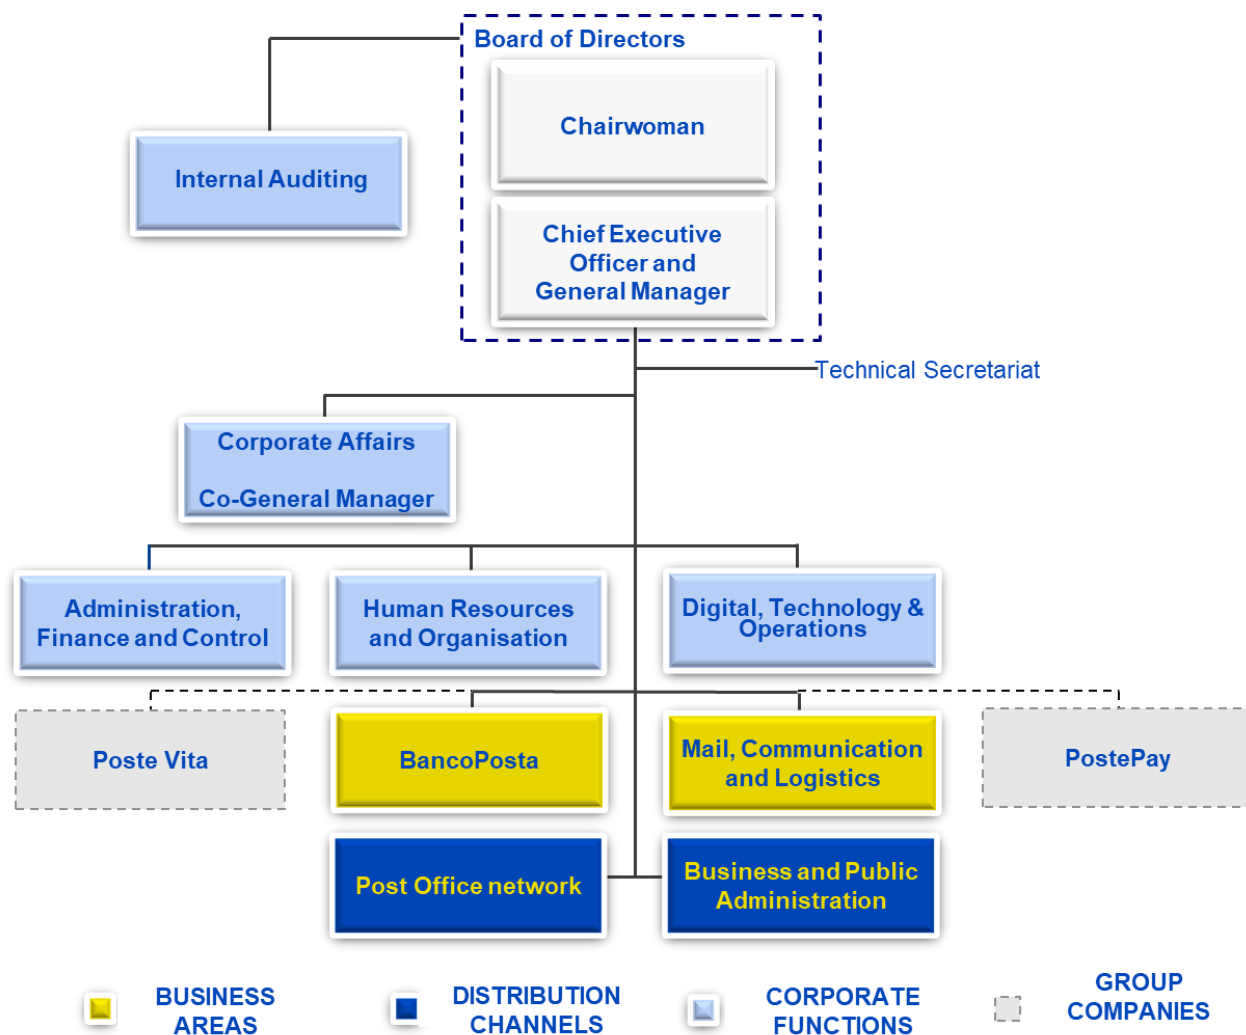 Board of Directors
Chairwoman
Internal Auditing
Chief Executive
Officer and
General Manager
Technical Secretariat
Corporate Affairs
Co-General Manager
Administration,
Finance and Control
Human Resources
and Organisation
Digital, Technology &
Operations
Poste Vita
BancoPosta
Mail, Communication
and Logistics
PostePay
Post Office network
Business and Public
Administration
BUSINESS
AREAS
DISTRIBUTION
CHANNELS
CORPORATE
FUNCTIONS
GROUP
COMPANIES